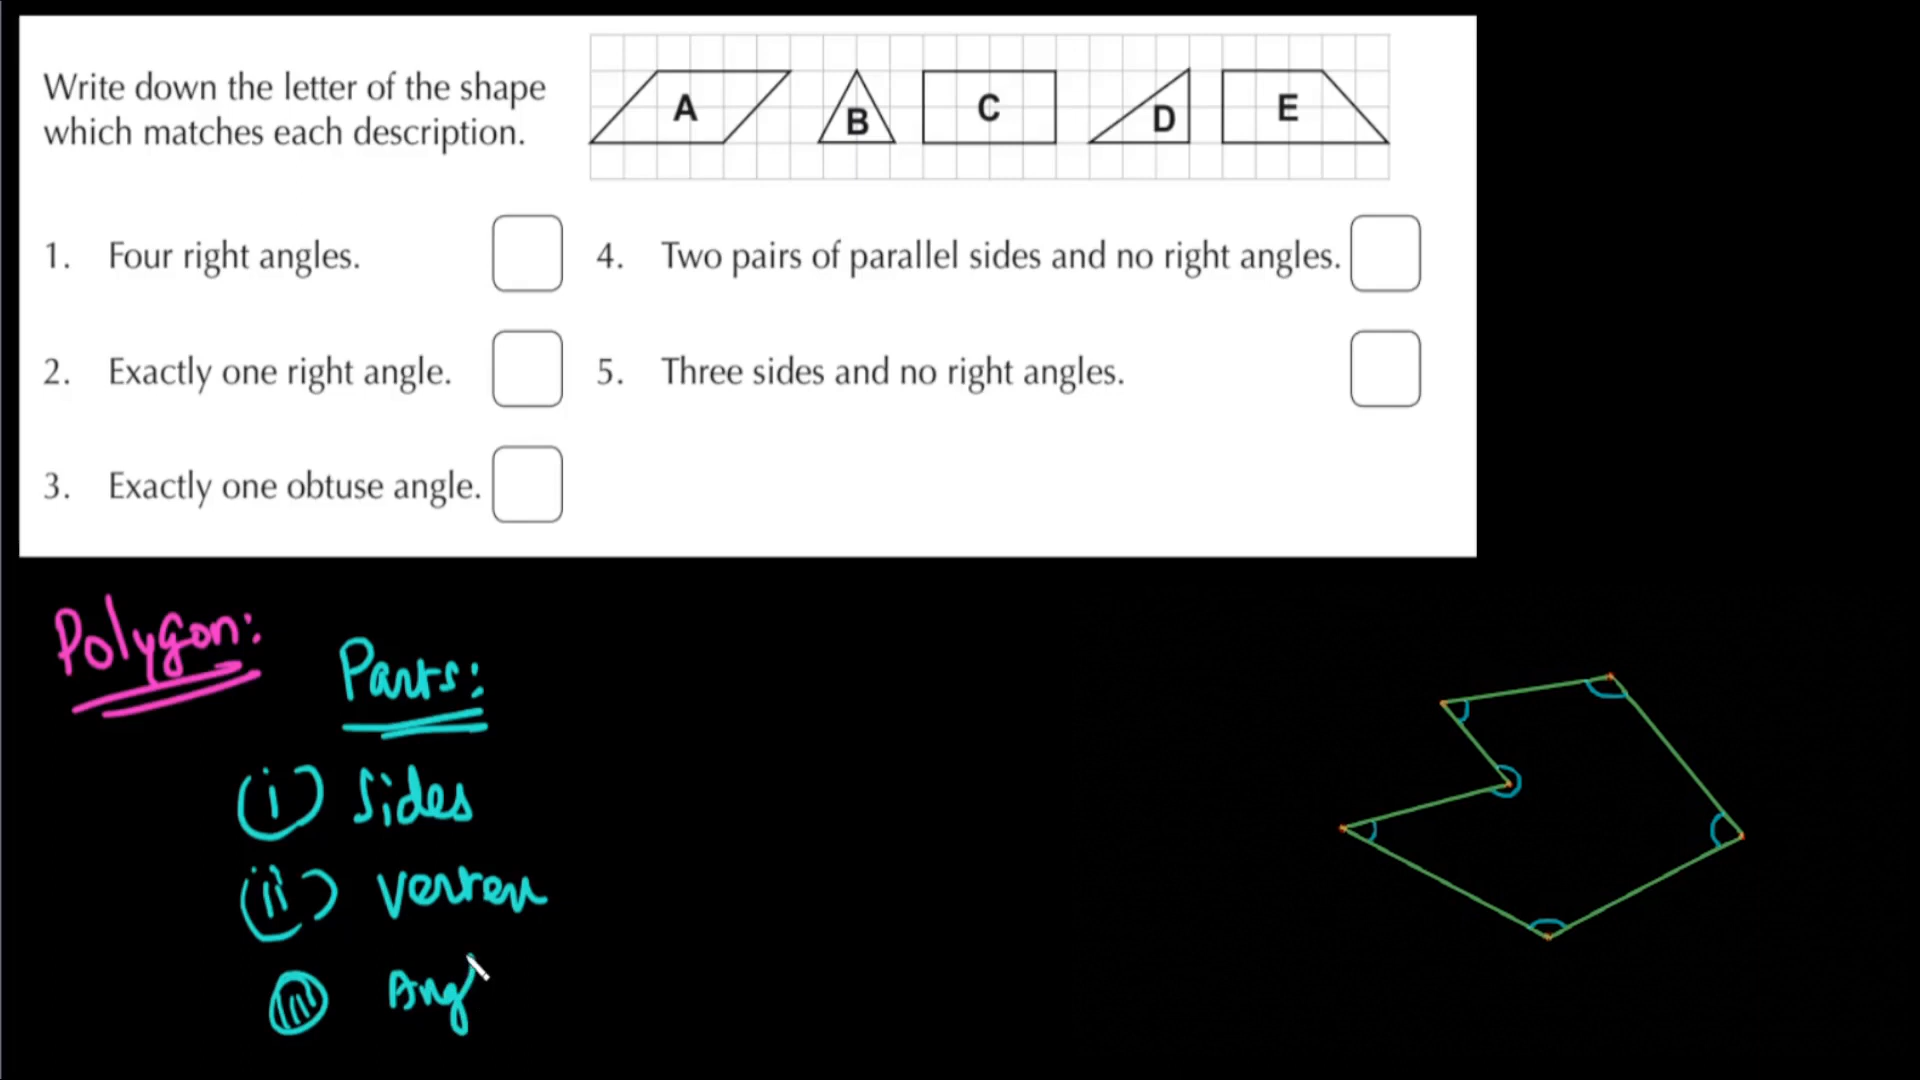 Write down the letter of the shape
which matches each description.
A B C D E
1. Four right angles.
2. Exactly one right angle.
3. Exactly one obtuse angle.
4. Two pairs of parallel sides and no right angles.
5. Three sides and no right angles.
Polygon:
Parts:
(i) Sides
(ii) Vertex
(iii) Ang